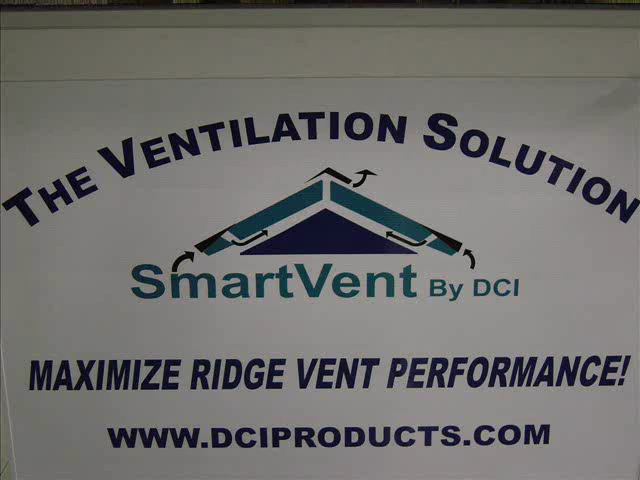 THE VENTILATION SOLUTION
SmartVent By DCI
MAXIMIZE RIDGE VENT PERFORMANCE!
WWW.DCIPRODUCTS.COM